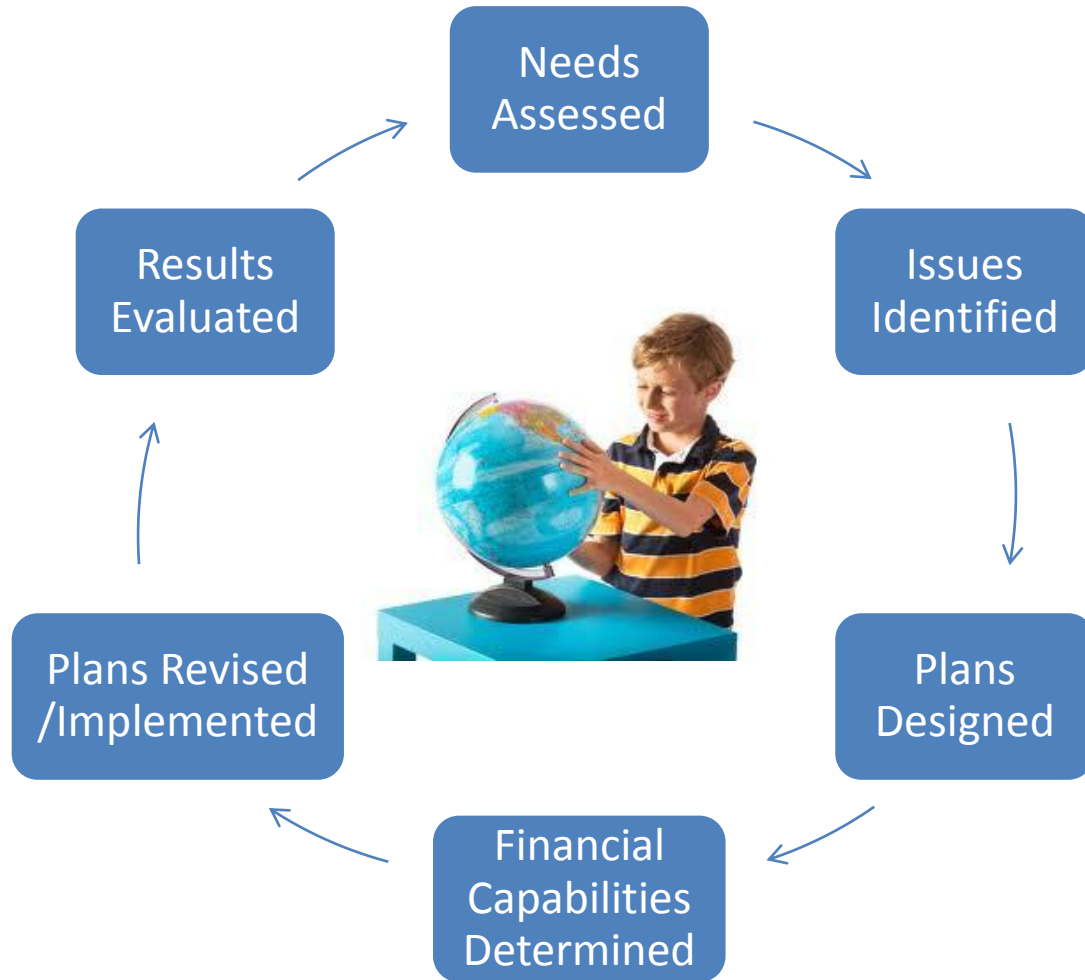 Needs
Assessed
Issues
Identified
Plans
Designed
Financial
Capabilities
Determined
Plans Revised
/Implemented
Results
Evaluated